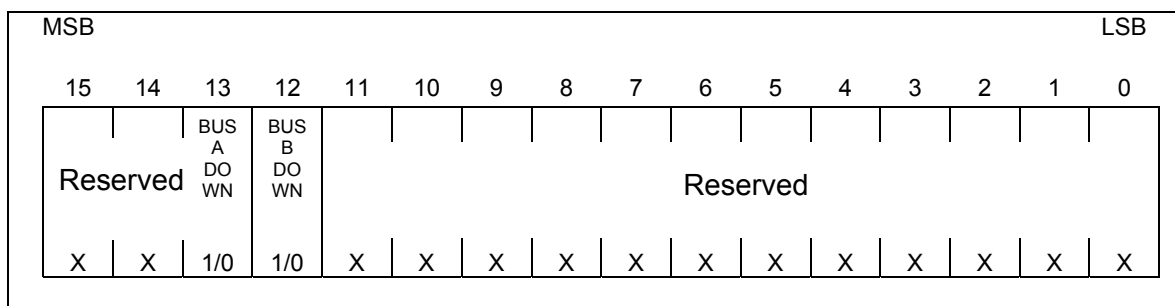 MSB LSB
15 14 13 12 11 10 9 8 7 6 5 4 3 2 1 0
BUS BUS
A B
DO DO
WN WN
Reserved Reserved
X X 1/0 1/0 X X X X X X X X X X X X